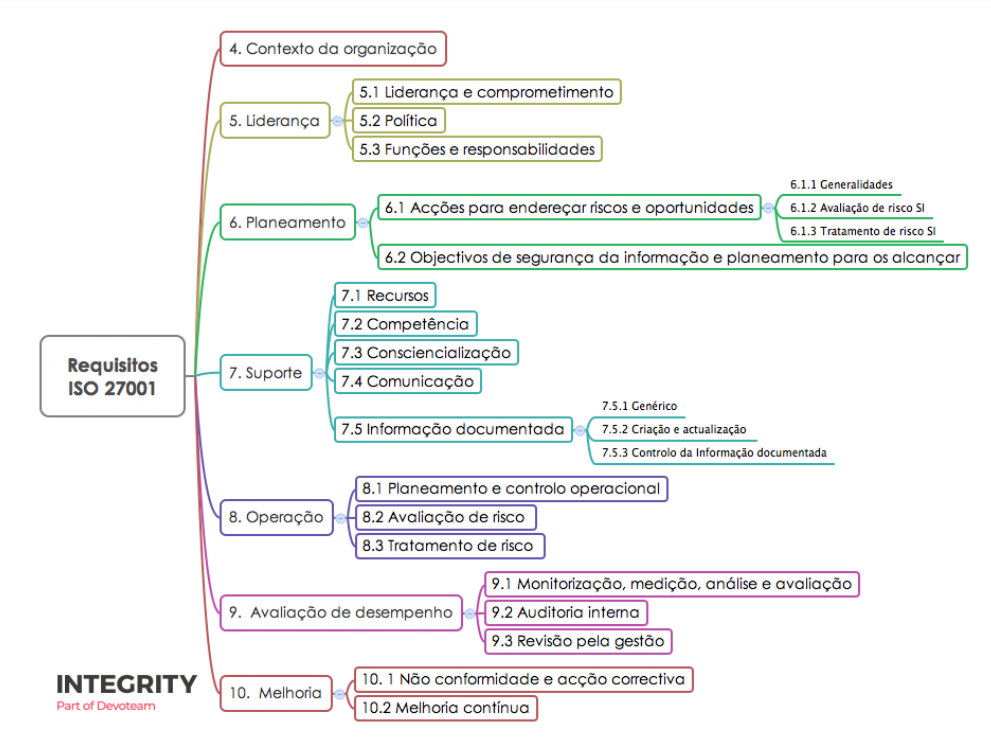 4. Contexto da organização
5. Liderança
5.1 Liderança e comprometimento
5.2 Política
5.3 Funções e responsabilidades
6. Planeamento
6.1 Acções para endereçar riscos e oportunidades
6.1.1 Generalidades
6.1.2 Avaliação de risco SI
6.1.3 Tratamento de risco SI
6.2 Objectivos de segurança da informação e planeamento para os alcançar
Requisitos
ISO 27001
7. Suporte
7.1 Recursos
7.2 Competência
7.3 Consciencialização
7.4 Comunicação
7.5 Informação documentada
7.5.1 Genérico
7.5.2 Criação e actualização
7.5.3 Controlo da Informação documentada
8. Operação
8.1 Planeamento e controlo operacional
8.2 Avaliação de risco
8.3 Tratamento de risco
9. Avaliação de desempenho
9.1 Monitorização, medição, análise e avaliação
9.2 Auditoria interna
9.3 Revisão pela gestão
10. Melhoria
10. 1 Não conformidade e acção correctiva
10.2 Melhoria contínua
INTEGRITY
Part of Devoteam